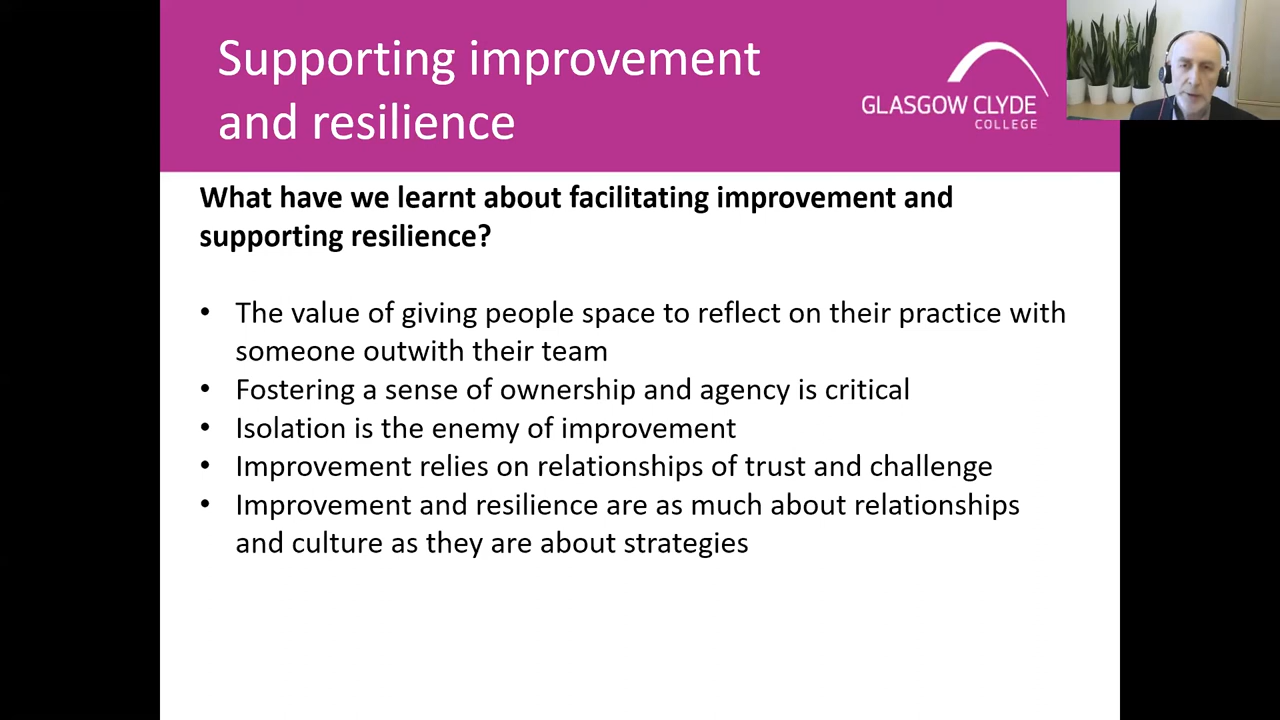 Supporting improvement
and resilience
GLASGOW CLYDE
COLLEGE
What have we learnt about facilitating improvement and
supporting resilience?
• The value of giving people space to reflect on their practice with
someone outwith their team
• Fostering a sense of ownership and agency is critical
• Isolation is the enemy of improvement
• Improvement relies on relationships of trust and challenge
• Improvement and resilience are as much about relationships
and culture as they are about strategies